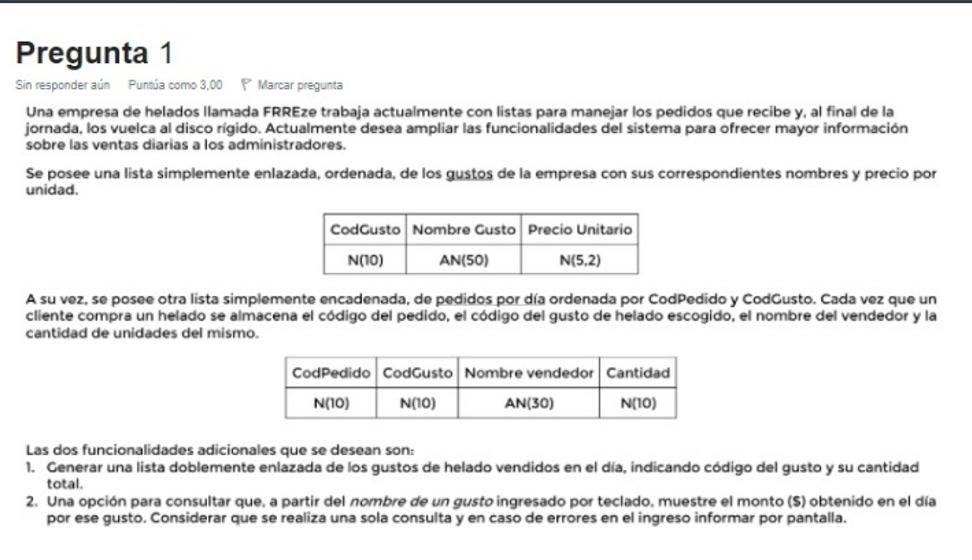 Pregunta 1
Sin responder aún Puntúa como 3,00 Marcar pregunta
Una empresa de helados llamada FRREze trabaja actualmente con listas para manejar los pedidos que recibe y, al final de la
jornada, los vuelca al disco rígido. Actualmente desea ampliar las funcionalidades del sistema para ofrecer mayor información
sobre las ventas diarias a los administradores.
Se posee una lista simplemente enlazada, ordenada, de los gustos de la empresa con sus correspondientes nombres y precio por
unidad.
CodGusto Nombre Gusto Precio Unitario
N(10) AN(50) N(5,2)
A su vez, se posee otra lista simplemente encadenada, de pedidos por día ordenada por CodPedido y CodGusto. Cada vez que un
cliente compra un helado se almacena el código del pedido, el código del gusto de helado escogido, el nombre del vendedor y la
cantidad de unidades del mismo.
CodPedido CodGusto Nombre vendedor Cantidad
N(10) N(10) AN(30) N(10)
Las dos funcionalidades adicionales que se desean son:
1. Generar una lista doblemente enlazada de los gustos de helado vendidos en el día, indicando código del gusto y su cantidad
total.
2. Una opción para consultar que, a partir del nombre de un gusto ingresado por teclado, muestre el monto ($) obtenido en el día
por ese gusto. Considerar que se realiza una sola consulta y en caso de errores en el ingreso informar por pantalla.